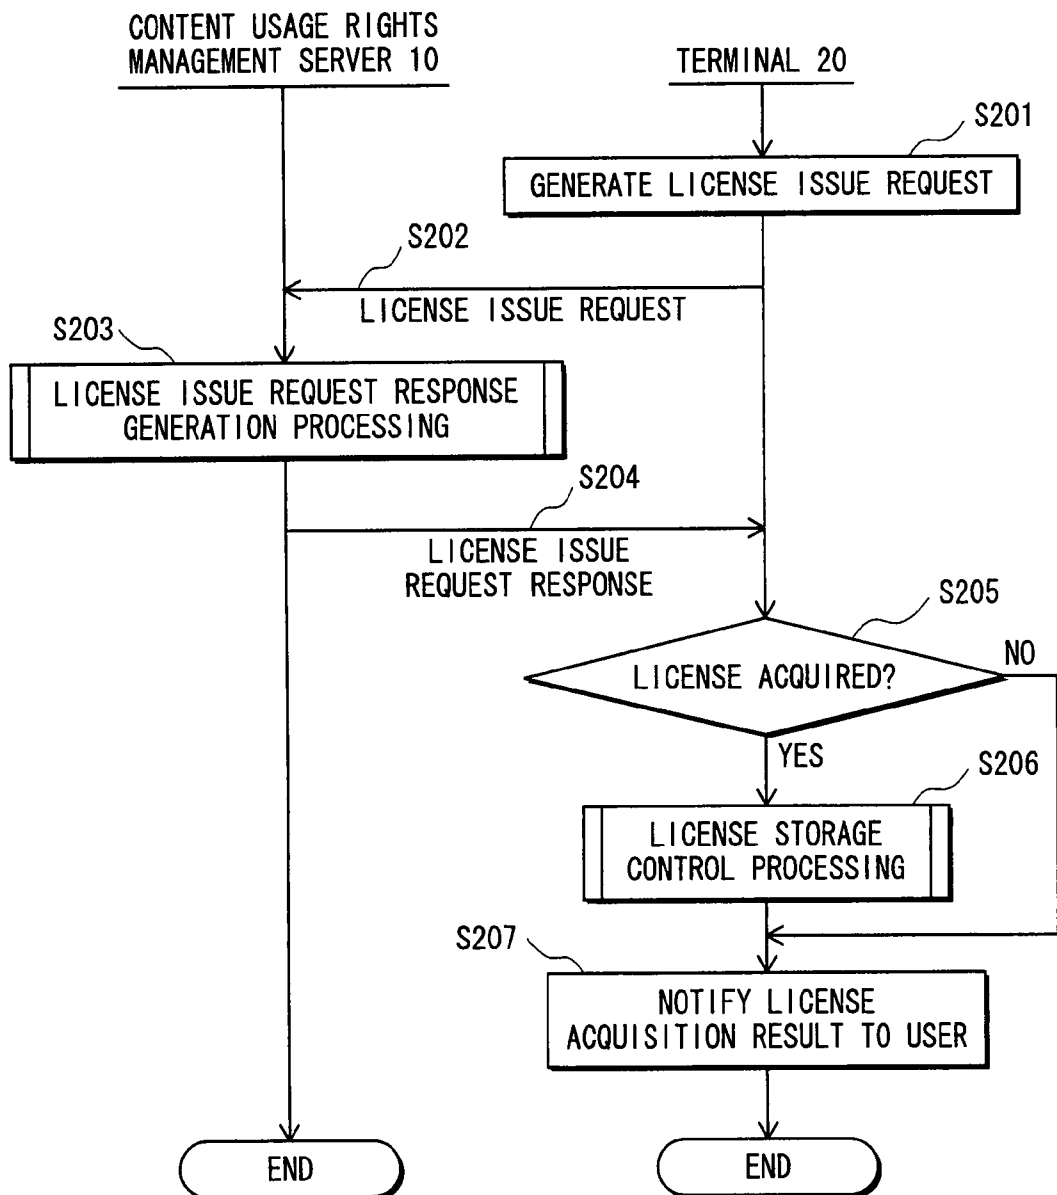 CONTENT USAGE RIGHTS
MANAGEMENT SERVER 10
TERMINAL 20
S201
GENERATE LICENSE ISSUE REQUEST
S202
LICENSE ISSUE REQUEST
S203
LICENSE ISSUE REQUEST RESPONSE
GENERATION PROCESSING
S204
LICENSE ISSUE
REQUEST RESPONSE
S205
LICENSE ACQUIRED?
NO
YES
S206
LICENSE STORAGE
CONTROL PROCESSING
S207
NOTIFY LICENSE
ACQUISITION RESULT TO USER
END
END